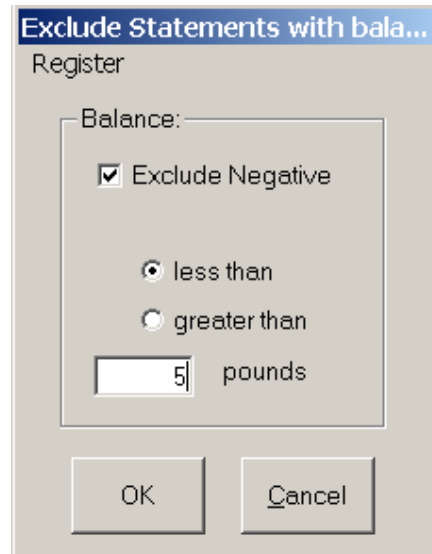 Exclude Statements with bala...
Register
Balance:
Exclude Negative
less than
greater than
5 pounds
OK Cancel